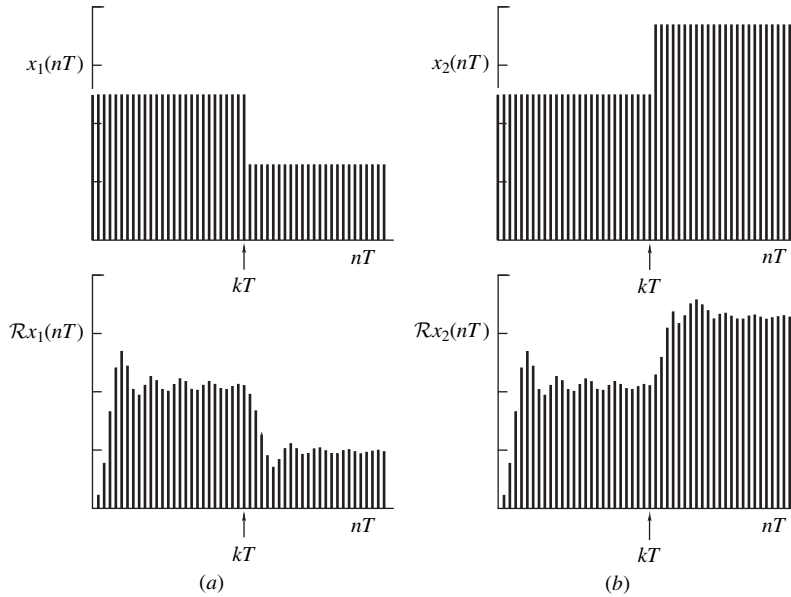 x₁(nT)
nT
kT
ℛx₁(nT)
nT
kT
(a)
x₂(nT)
nT
kT
ℛx₂(nT)
nT
kT
(b)